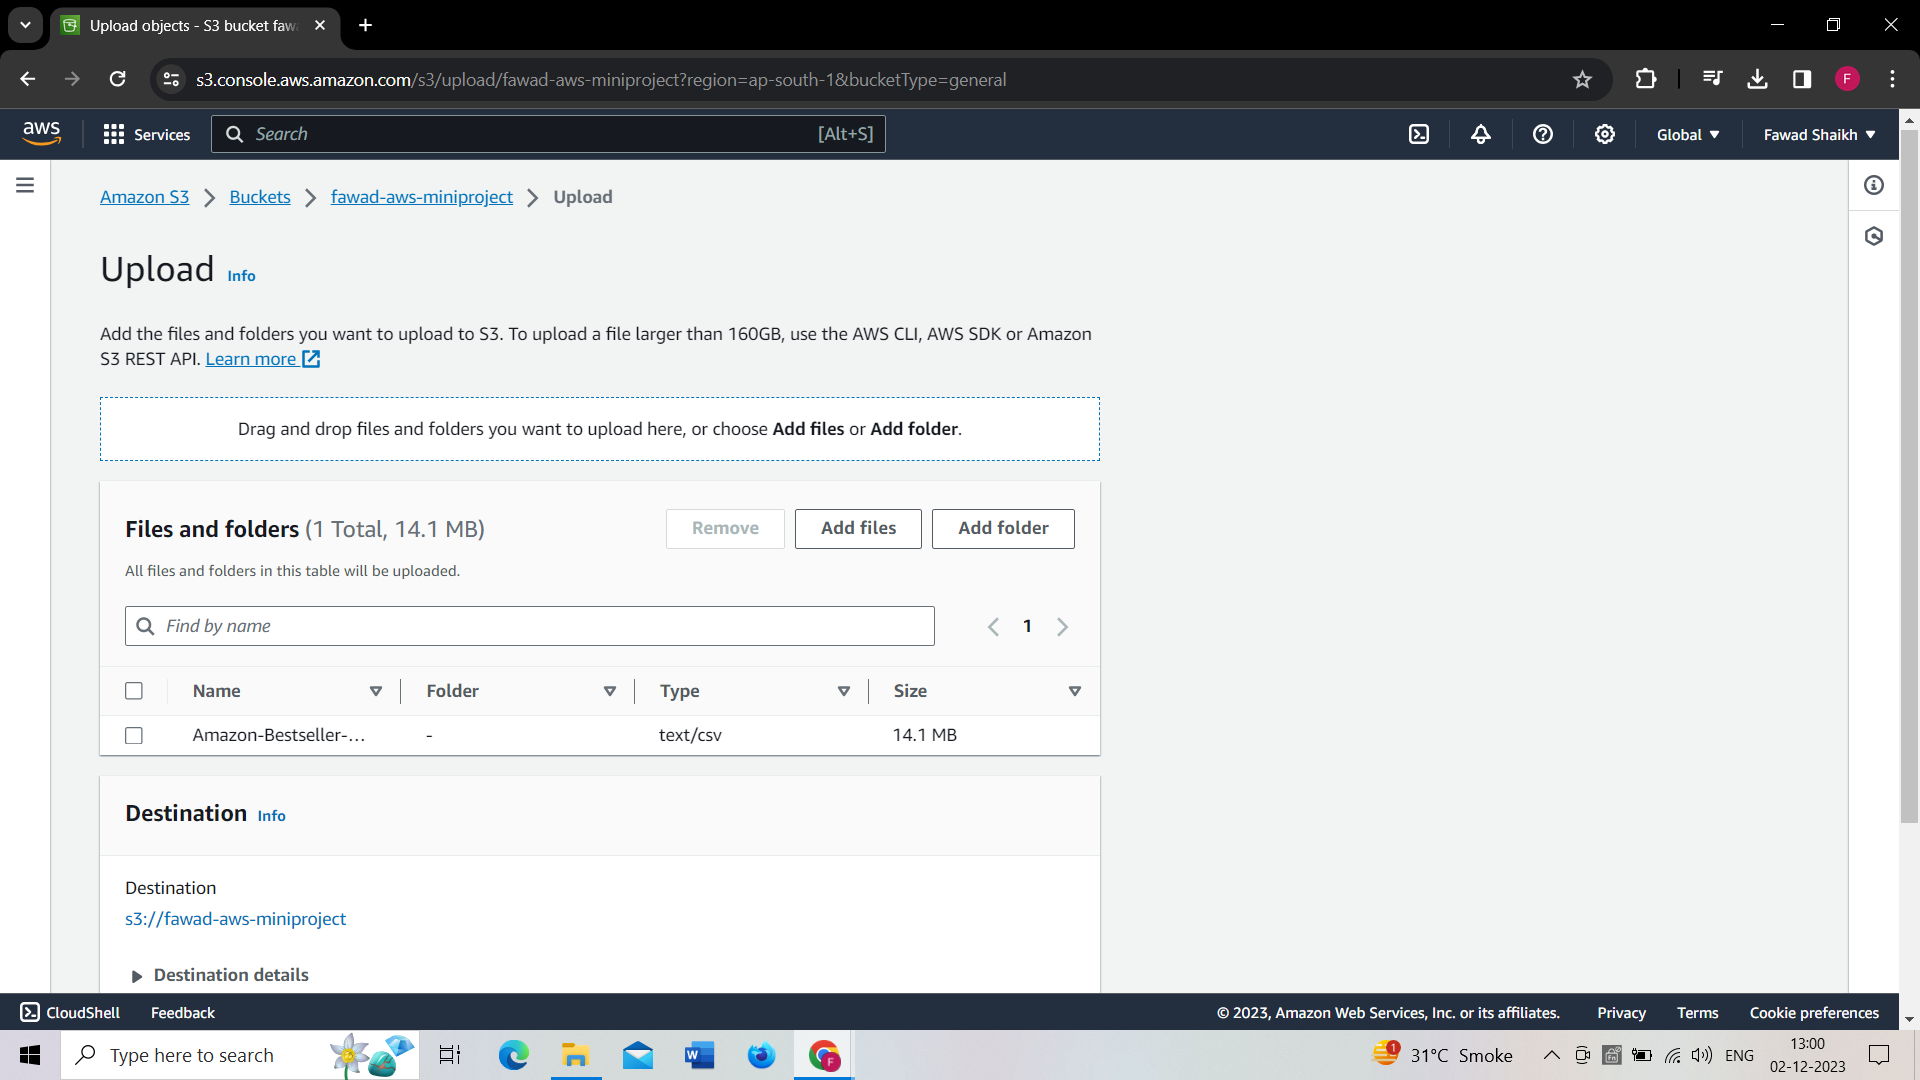 Upload objects - S3 bucket faw
s3.console.aws.amazon.com/s3/upload/fawad-aws-miniproject?region=ap-south-1&bucketType=general
F
aws
Services
Search
[Alt+S]
Global
Fawad Shaikh
Amazon S3
Buckets
fawad-aws-miniproject
Upload
Upload Info
Add the files and folders you want to upload to S3. To upload a file larger than 160GB, use the AWS CLI, AWS SDK or Amazon
S3 REST API. Learn more
Drag and drop files and folders you want to upload here, or choose Add files or Add folder.
Files and folders (1 Total, 14.1 MB)
Remove
Add files
Add folder
All files and folders in this table will be uploaded.
Find by name
1
Name
Folder
Type
Size
Amazon-Bestseller-...
-
text/csv
14.1 MB
Destination Info
Destination
s3://fawad-aws-miniproject
Destination details
CloudShell
Feedback
© 2023, Amazon Web Services, Inc. or its affiliates.
Privacy
Terms
Cookie preferences
Type here to search
W
F
1
31°C Smoke
ENG
13:00
02-12-2023